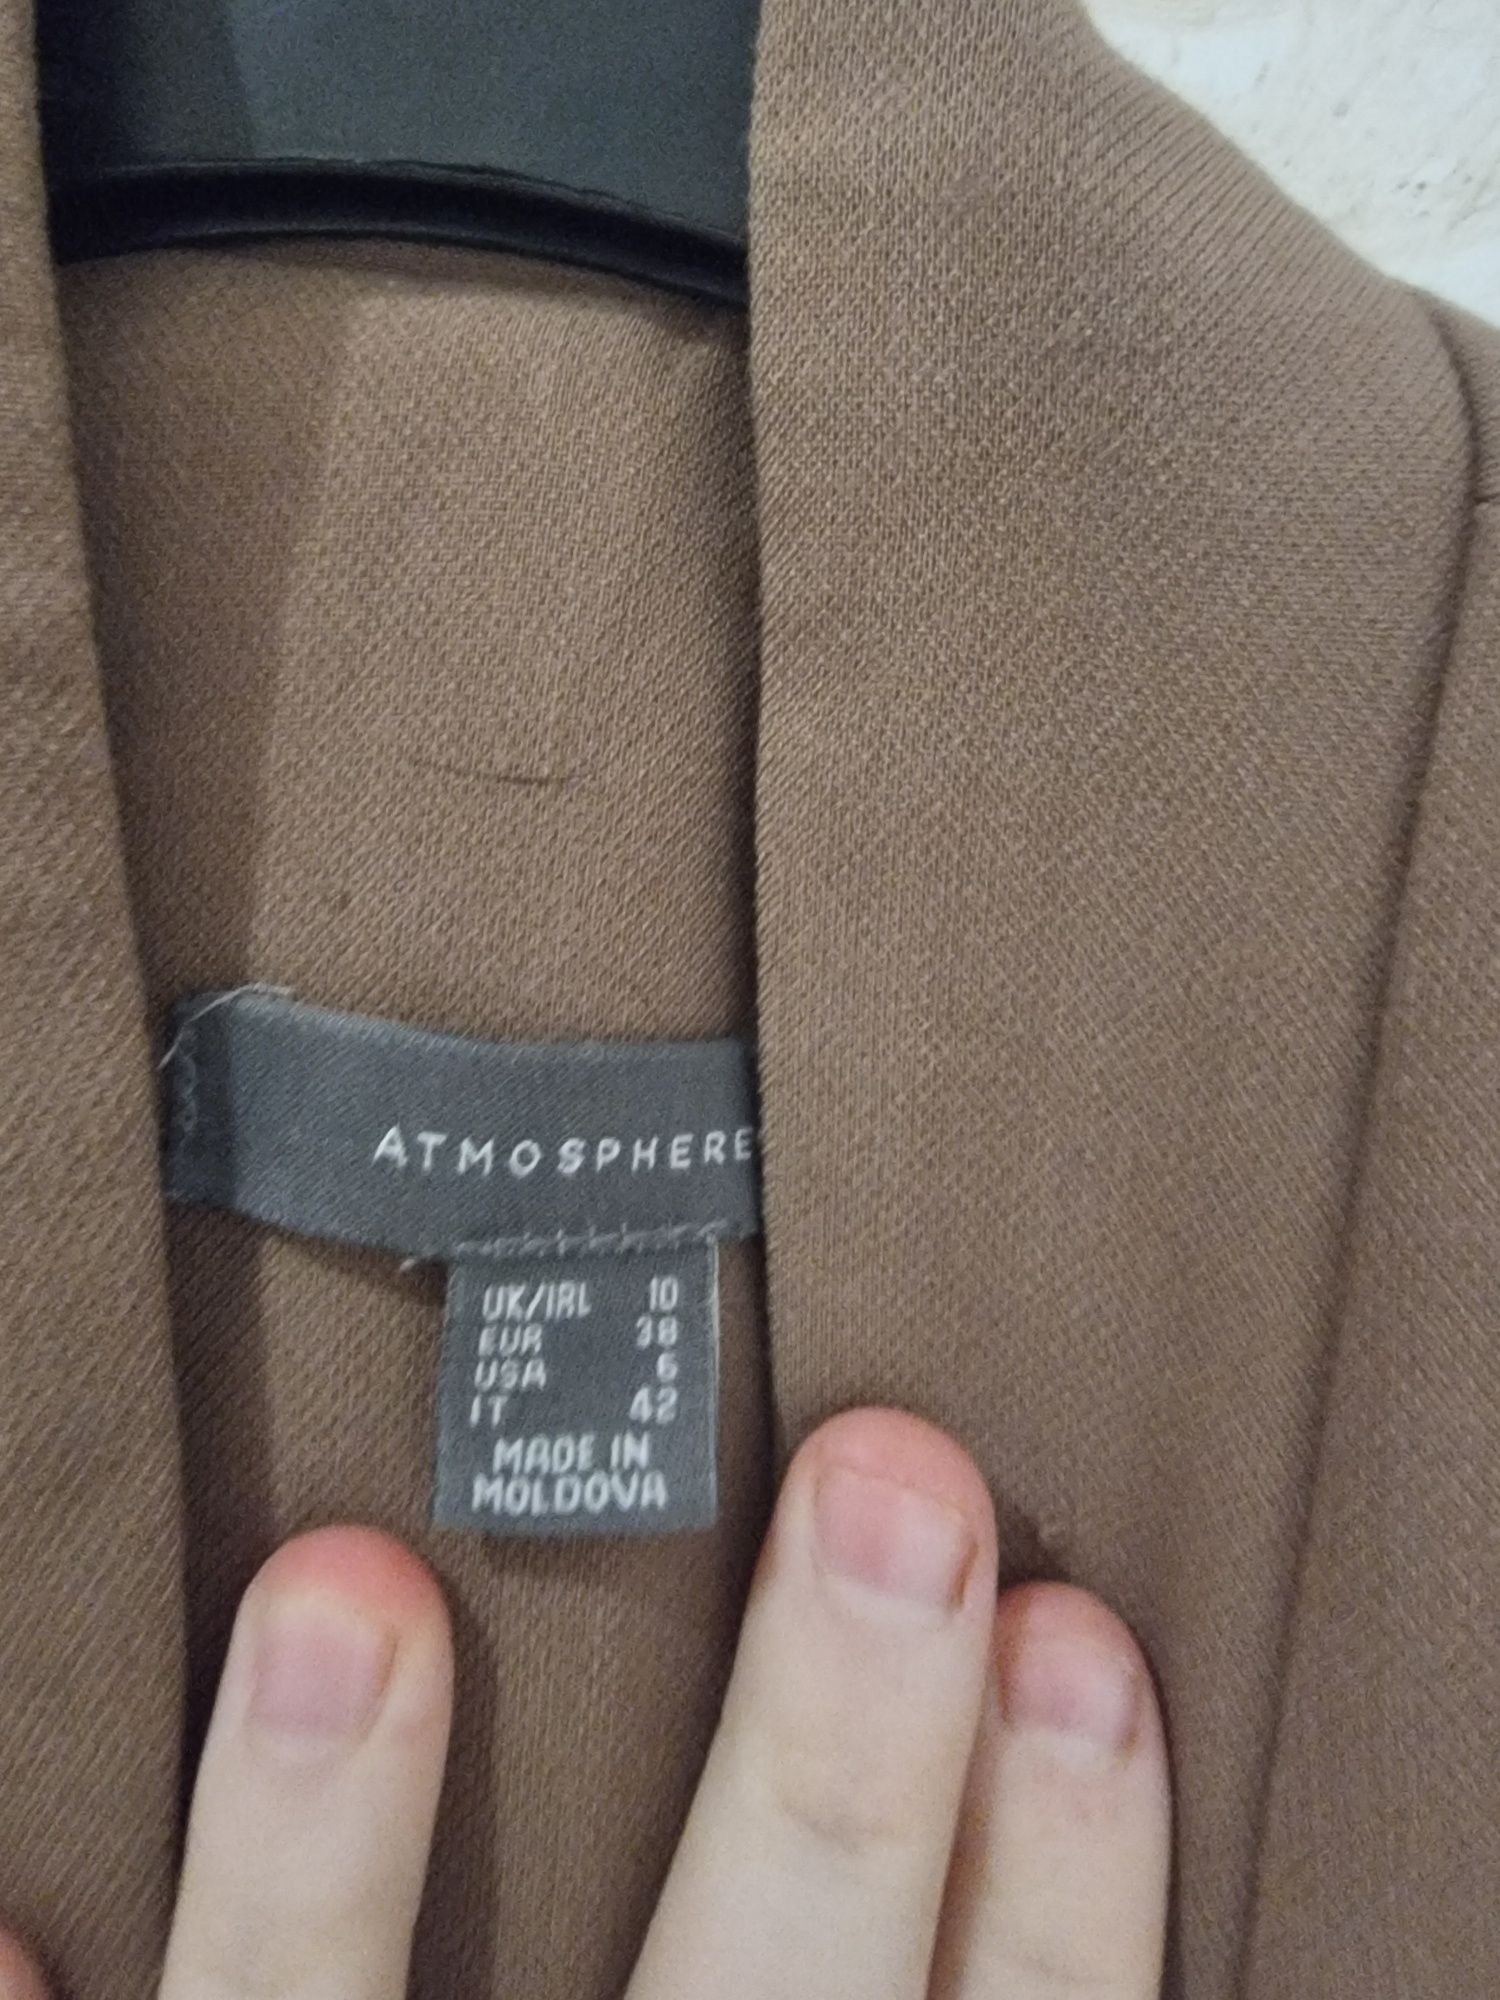 ATMOSPHERE
UK/IRL 10
EUR 38
USA 6
IT 42
MADE IN
MOLDOVA